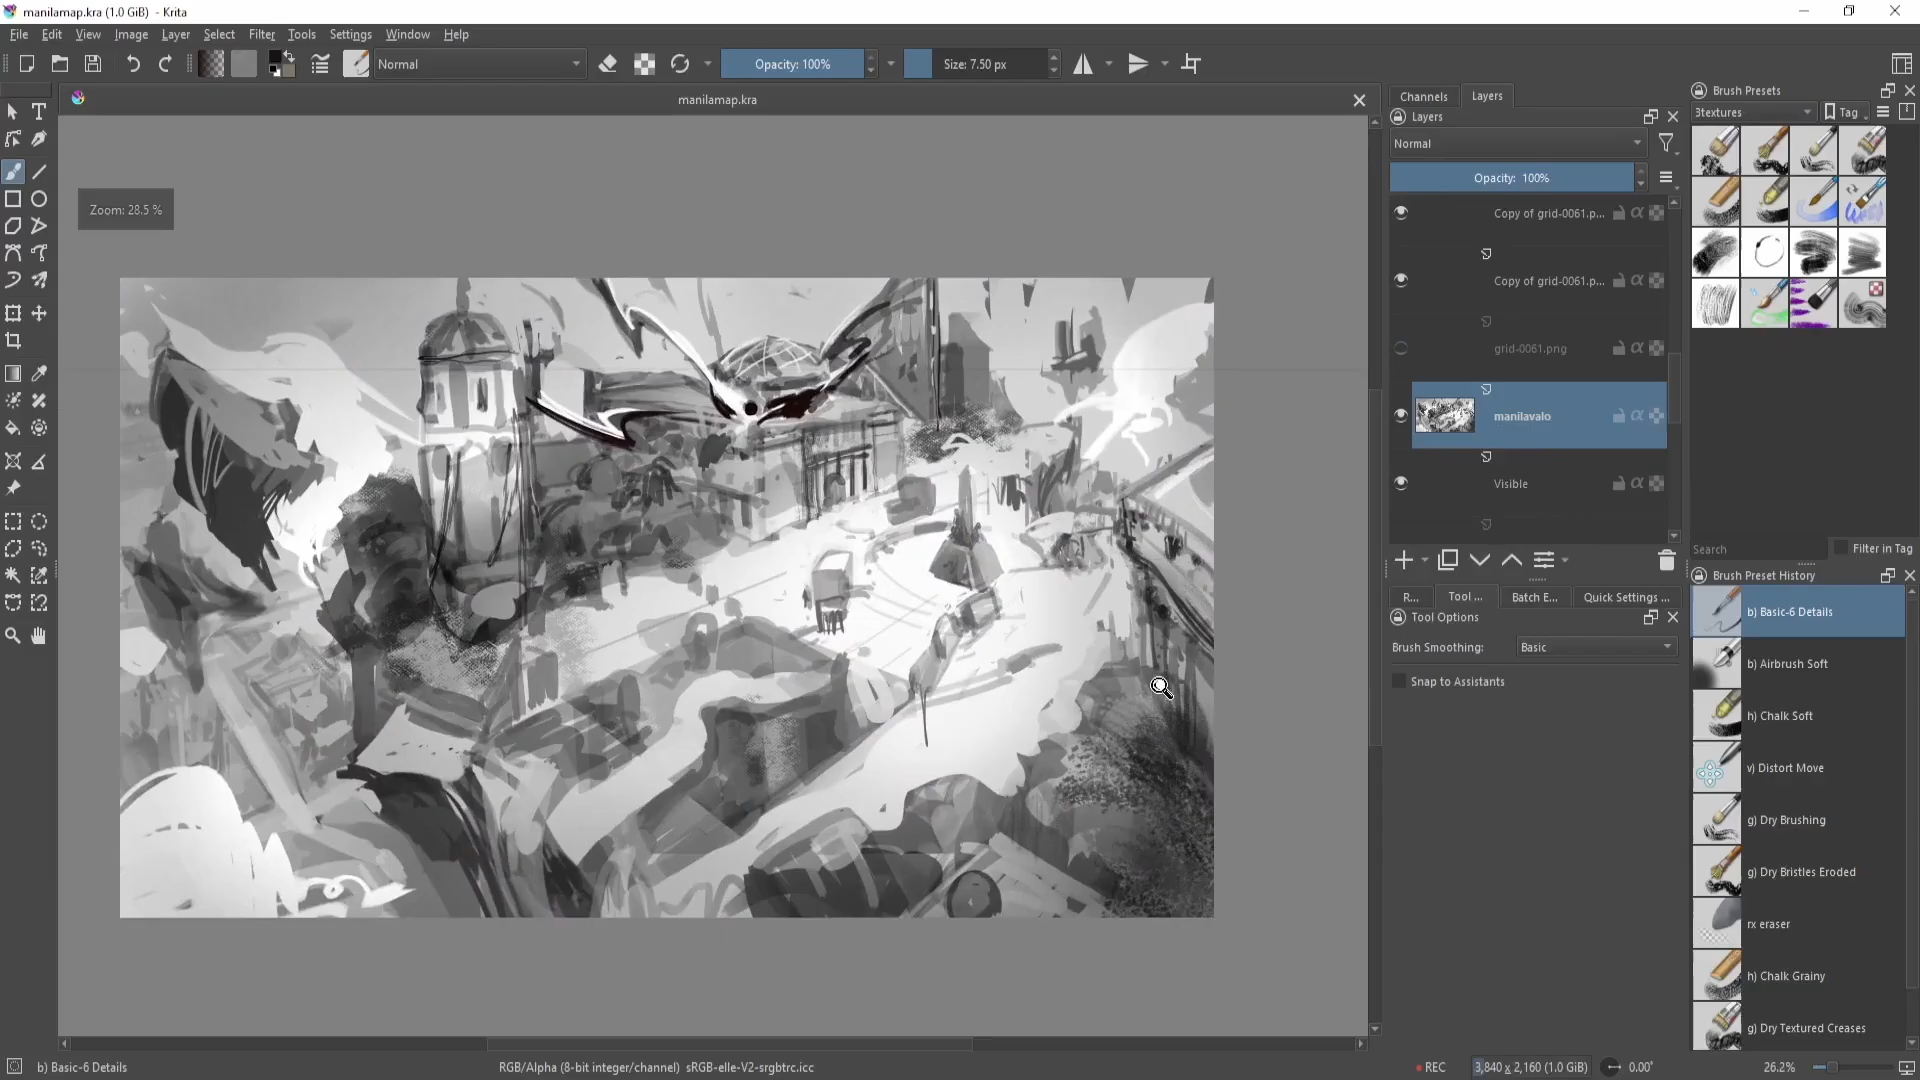 manilamap.kra (1.0 GiB) - Krita
File Edit View Image Layer Select Filter Tools Settings Window Help
Normal
Opacity: 100%
Size: 7.50 px
manilamap.kra
Zoom: 28.5 %
Channels
Layers
Layers
Normal
Opacity: 100%
Copy of grid-0061.p...
Copy of grid-0061.p...
grid-0061.png
manilavalo
Visible
R...
Tool ...
Batch E...
Quick Settings ...
Tool Options
Brush Smoothing:
Basic
Snap to Assistants
Brush Presets
3textures
Tag
Search
Filter in Tag
Brush Preset History
b) Basic-6 Details
b) Airbrush Soft
h) Chalk Soft
v) Distort Move
g) Dry Brushing
g) Dry Bristles Eroded
rx eraser
h) Chalk Grainy
g) Dry Textured Creases
b) Basic-6 Details
RGB/Alpha (8-bit integer/channel) sRGB-elle-V2-srgbtrc.icc
REC
3,840 x 2,160 (1.0 GiB)
0.00°
26.2%